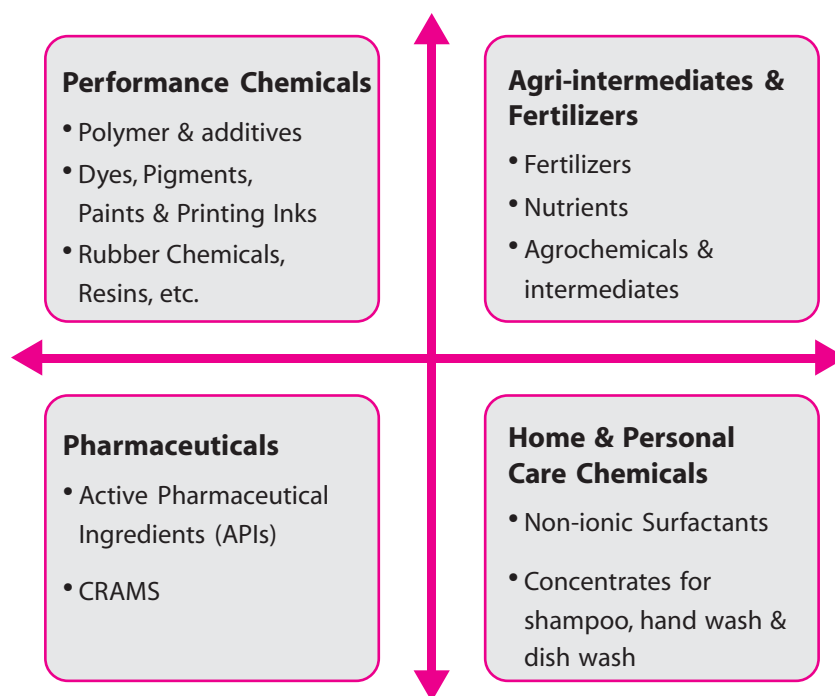 Performance Chemicals
• Polymer & additives
• Dyes, Pigments,
Paints & Printing Inks
• Rubber Chemicals,
Resins, etc.
Agri-intermediates &
Fertilizers
• Fertilizers
• Nutrients
• Agrochemicals &
intermediates
Pharmaceuticals
• Active Pharmaceutical
Ingredients (APIs)
• CRAMS
Home & Personal
Care Chemicals
• Non-ionic Surfactants
• Concentrates for
shampoo, hand wash &
dish wash